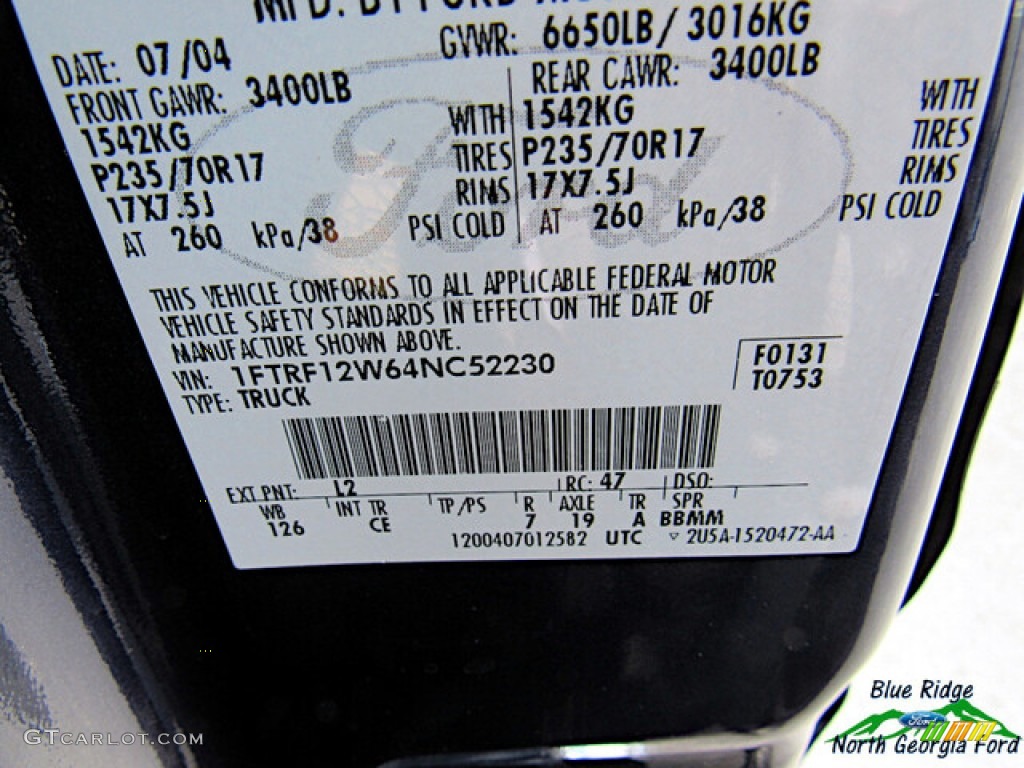 MFD. BY FORD
DATE: 07/04 GVWR: 6650LB/ 3016KG
FRONT GAWR: 3400LB REAR CAWR: 3400LB
1542KG WITH 1542KG WITH
P235/70R17 TIRES P235/70R17 TIRES
17X7.5J RIMS 17X7.5J RIMS
AT 260 kPa/38 PSI COLD AT 260 kPa/38 PSI COLD
Ford
THIS VEHICLE CONFORMS TO ALL APPLICABLE FEDERAL MOTOR
VEHICLE SAFETY STANDARDS IN EFFECT ON THE DATE OF
MANUFACTURE SHOWN ABOVE.
VIN: 1FTRF12W64NC52230 F0131
TYPE: TRUCK T0753
EXT PNT: L2 RC: 47 DSO:
WB INT TR TP/PS R AXLE TR SPR
126 CE 7 19 A BBMM
1200407012582 UTC ▽ 2U5A-1520472-AA
Blue Ridge
Ford
North Georgia Ford
GTcarlot.com